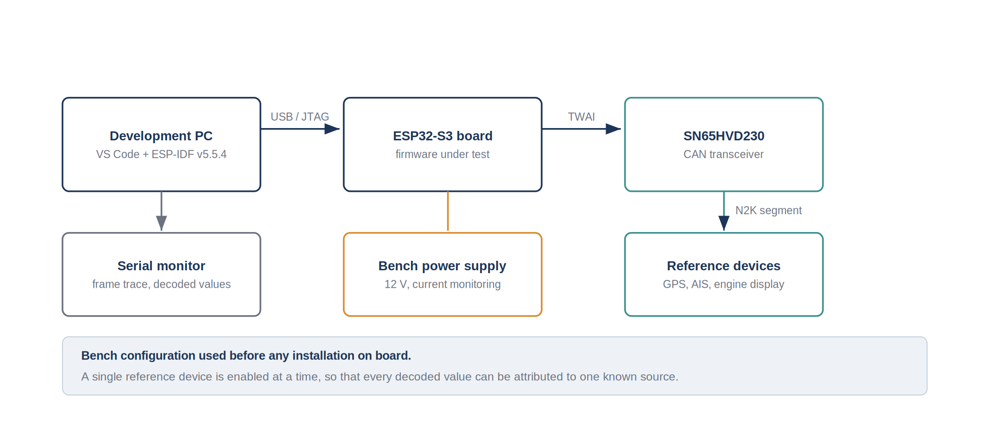 USB / JTAG
TWAI
Development PC
VS Code + ESP-IDF v5.5.4
ESP32-S3 board
firmware under test
SN65HVD230
CAN transceiver
N2K segment
Serial monitor
frame trace, decoded values
Bench power supply
12 V, current monitoring
Reference devices
GPS, AIS, engine display
Bench configuration used before any installation on board.
A single reference device is enabled at a time, so that every decoded value can be attributed to one known source.